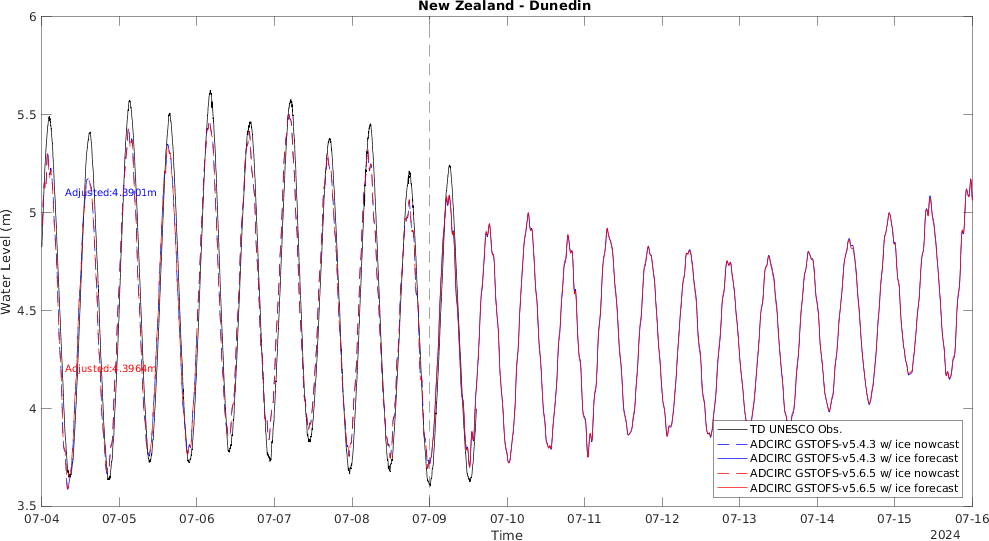 New Zealand - Dunedin
6
5.5
5
4.5
4
3.5
Water Level (m)
Adjusted:4.3901m
Adjusted:4.3964m
TD UNESCO Obs.
ADCIRC GSTOFS-v5.4.3 w/ ice nowcast
ADCIRC GSTOFS-v5.4.3 w/ ice forecast
ADCIRC GSTOFS-v5.6.5 w/ ice nowcast
ADCIRC GSTOFS-v5.6.5 w/ ice forecast
07-04 07-05 07-06 07-07 07-08 07-09 07-10 07-11 07-12 07-13 07-14 07-15 07-16
Time
2024